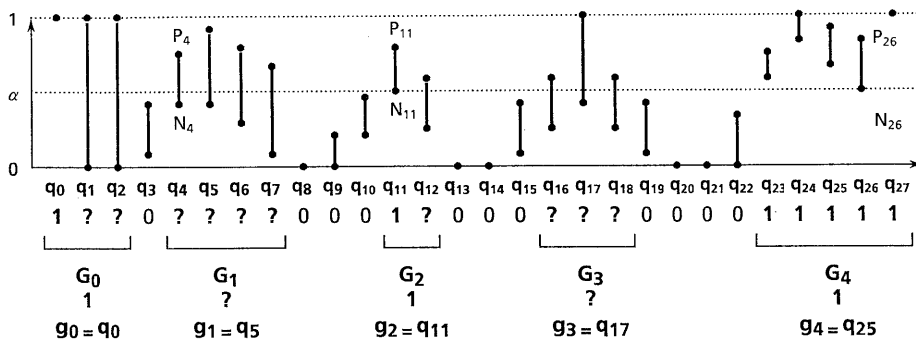 1
P4 P11 P26
α
N4 N11 N26
0
q0 q1 q2 q3 q4 q5 q6 q7 q8 q9 q10 q11 q12 q13 q14 q15 q16 q17 q18 q19 q20 q21 q22 q23 q24 q25 q26 q27
1 ? ? 0 ? ? ? ? 0 0 0 1 ? 0 0 0 ? ? ? 0 0 0 0 1 1 1 1 1
G0 G1 G2 G3 G4
1 ? 1 ? 1
g0 = q0 g1 = q5 g2 = q11 g3 = q17 g4 = q25